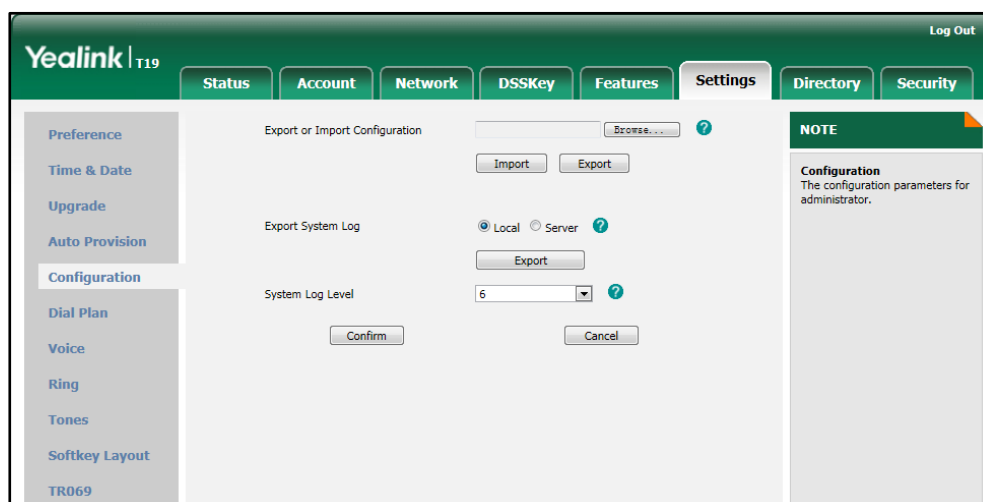 Log Out
Yealink T19
Status Account Network DSSKey Features Settings Directory Security
Preference
Time & Date
Upgrade
Auto Provision
Configuration
Dial Plan
Voice
Ring
Tones
Softkey Layout
TR069
Export or Import Configuration Browse... ?
Import Export
Export System Log Local Server ?
Export
System Log Level 6 ?
Confirm Cancel
NOTE
Configuration
The configuration parameters for
administrator.